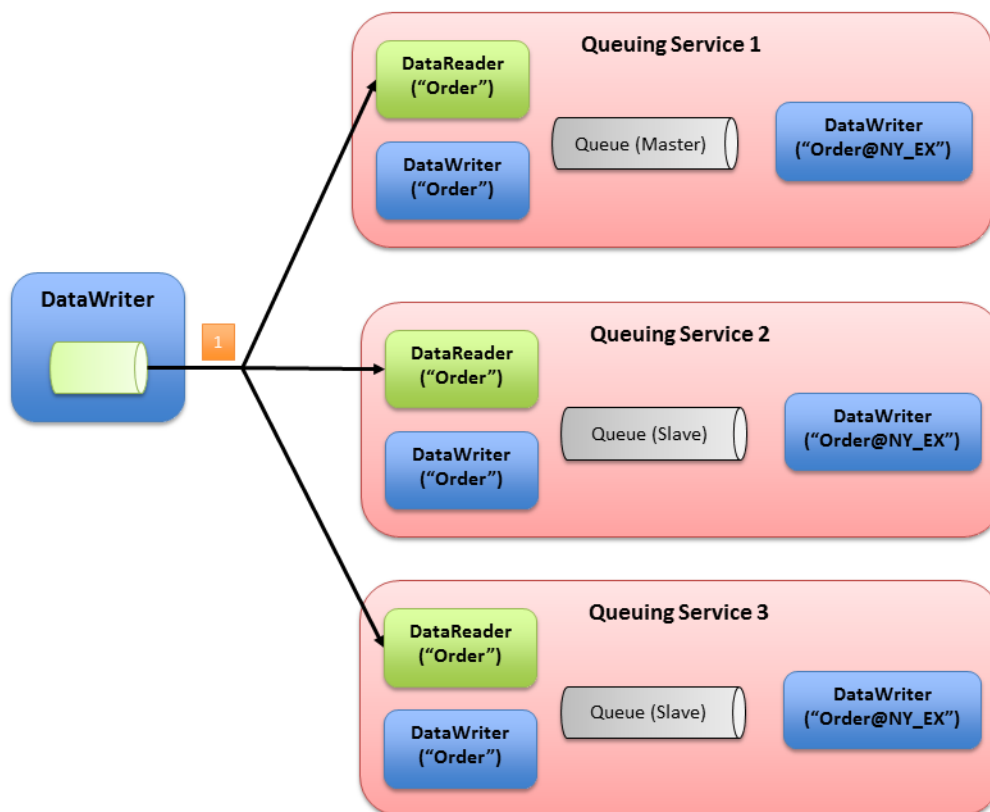 DataWriter
1
Queuing Service 1
DataReader
(“Order”)
DataWriter
(“Order”)
Queue (Master)
DataWriter
(“Order@NY_EX”)
Queuing Service 2
DataReader
(“Order”)
DataWriter
(“Order”)
Queue (Slave)
DataWriter
(“Order@NY_EX”)
Queuing Service 3
DataReader
(“Order”)
DataWriter
(“Order”)
Queue (Slave)
DataWriter
(“Order@NY_EX”)